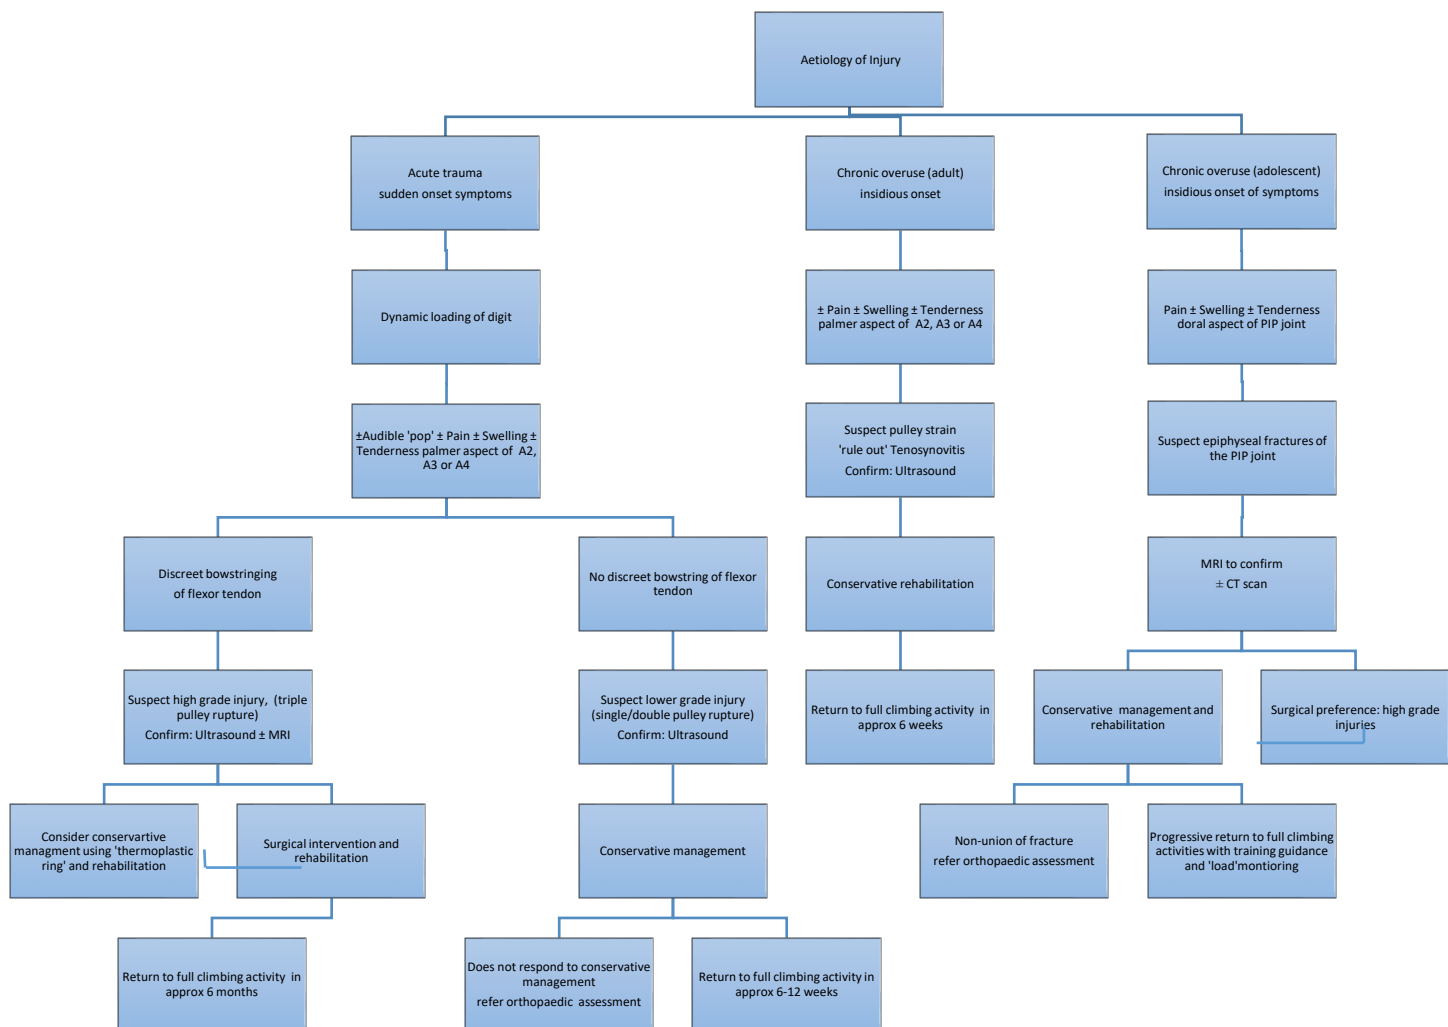 Aetiology of Injury
Acute trauma
sudden onset symptoms
Chronic overuse (adult)
insidious onset
Chronic overuse (adolescent)
insidious onset of symptoms
Dynamic loading of digit
± Pain ± Swelling ± Tenderness
palmer aspect of A2, A3 or A4
Pain ± Swelling ± Tenderness
doral aspect of PIP joint
±Audible 'pop' ± Pain ± Swelling ±
Tenderness palmer aspect of A2,
A3 or A4
Suspect pulley strain
'rule out' Tenosynovitis
Confirm: Ultrasound
Suspect epiphyseal fractures of
the PIP joint
Discreet bowstringing
of flexor tendon
No discreet bowstring of flexor
tendon
Conservative rehabilitation
MRI to confirm
± CT scan
Suspect high grade injury, (triple
pulley rupture)
Confirm: Ultrasound ± MRI
Suspect lower grade injury
(single/double pulley rupture)
Confirm: Ultrasound
Return to full climbing activity in
approx 6 weeks
Conservative management and
rehabilitation
Surgical preference: high grade
injuries
Consider conservartive
managment using 'thermoplastic
ring' and rehabilitation
Surgical intervention and
rehabilitation
Conservative management
Non-union of fracture
refer orthopaedic assessment
Progressive return to full climbing
activities with training guidance
and 'load'montioring
Return to full climbing activity in
approx 6 months
Does not respond to conservative
management
refer orthopaedic assessment
Return to full climbing activity in
approx 6-12 weeks